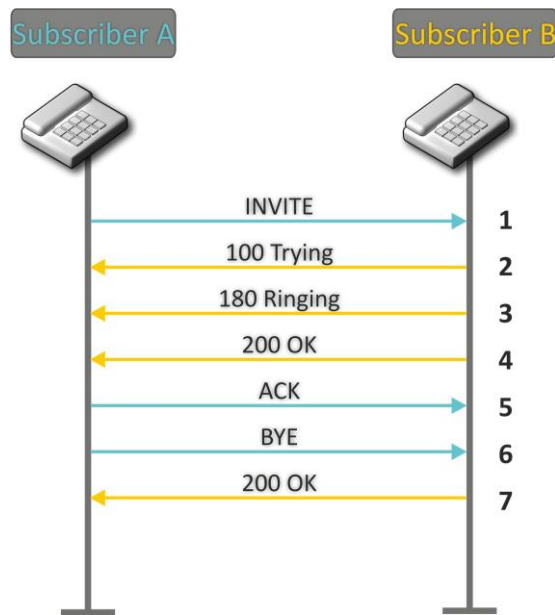 Subscriber A
Subscriber B
INVITE
1
100 Trying
2
180 Ringing
3
200 OK
4
ACK
5
BYE
6
200 OK
7